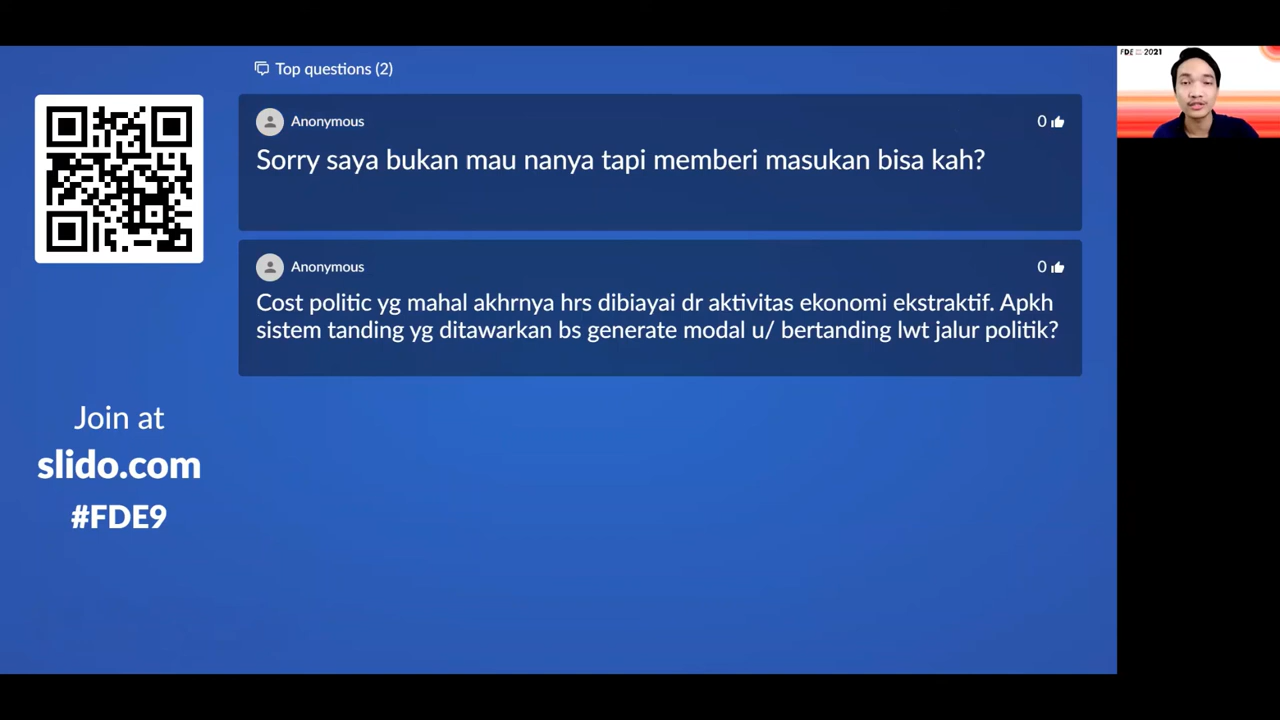 Top questions (2)
Anonymous
0
Sorry saya bukan mau nanya tapi memberi masukan bisa kah?
Anonymous
0
Cost politic yg mahal akhrnya hrs dibiayai dr aktivitas ekonomi ekstraktif. Apkh
sistem tanding yg ditawarkan bs generate modal u/ bertanding lwt jalur politik?
Join at
slido.com
#FDE9
FDE 2021